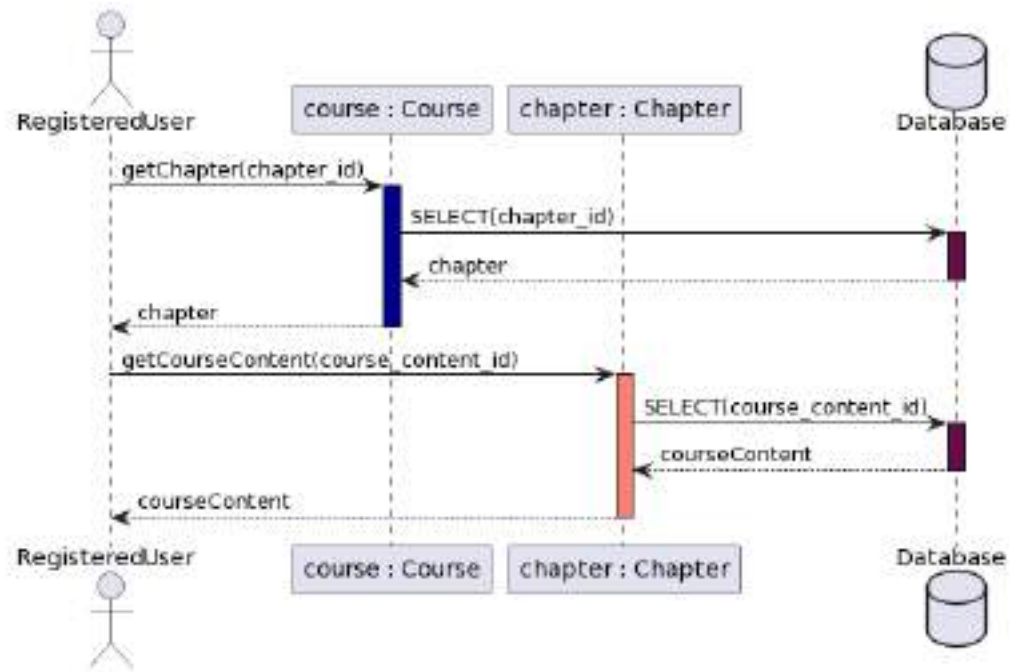 RegisteredUser
course : Course
chapter : Chapter
Database
getChapter(chapter_id)
SELECT(chapter_id)
chapter
chapter
getCourseContent(course_content_id)
SELECT(course_content_id)
courseContent
courseContent
RegisteredUser
course : Course
chapter : Chapter
Database